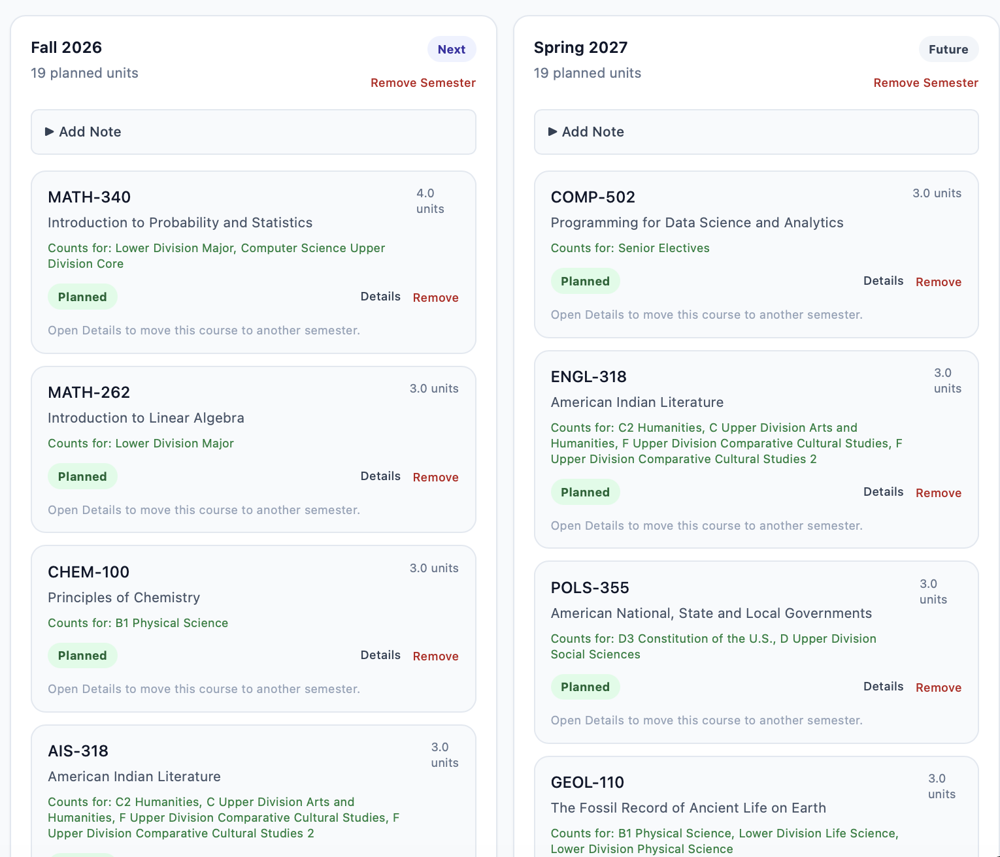 Fall 2026
Next
19 planned units
Remove Semester
▶ Add Note
MATH-340
4.0
units
Introduction to Probability and Statistics
Counts for: Lower Division Major, Computer Science Upper
Division Core
Planned
Details
Remove
Open Details to move this course to another semester.
MATH-262
3.0 units
Introduction to Linear Algebra
Counts for: Lower Division Major
Planned
Details
Remove
Open Details to move this course to another semester.
CHEM-100
3.0 units
Principles of Chemistry
Counts for: B1 Physical Science
Planned
Details
Remove
Open Details to move this course to another semester.
AIS-318
3.0
units
American Indian Literature
Counts for: C2 Humanities, C Upper Division Arts and
Humanities, F Upper Division Comparative Cultural Studies, F
Upper Division Comparative Cultural Studies 2
Spring 2027
Future
19 planned units
Remove Semester
▶ Add Note
COMP-502
3.0 units
Programming for Data Science and Analytics
Counts for: Senior Electives
Planned
Details
Remove
Open Details to move this course to another semester.
ENGL-318
3.0
units
American Indian Literature
Counts for: C2 Humanities, C Upper Division Arts and
Humanities, F Upper Division Comparative Cultural Studies, F
Upper Division Comparative Cultural Studies 2
Planned
Details
Remove
Open Details to move this course to another semester.
POLS-355
3.0
units
American National, State and Local Governments
Counts for: D3 Constitution of the U.S., D Upper Division
Social Sciences
Planned
Details
Remove
Open Details to move this course to another semester.
GEOL-110
3.0
units
The Fossil Record of Ancient Life on Earth
Counts for: B1 Physical Science, Lower Division Life Science,
Lower Division Physical Science